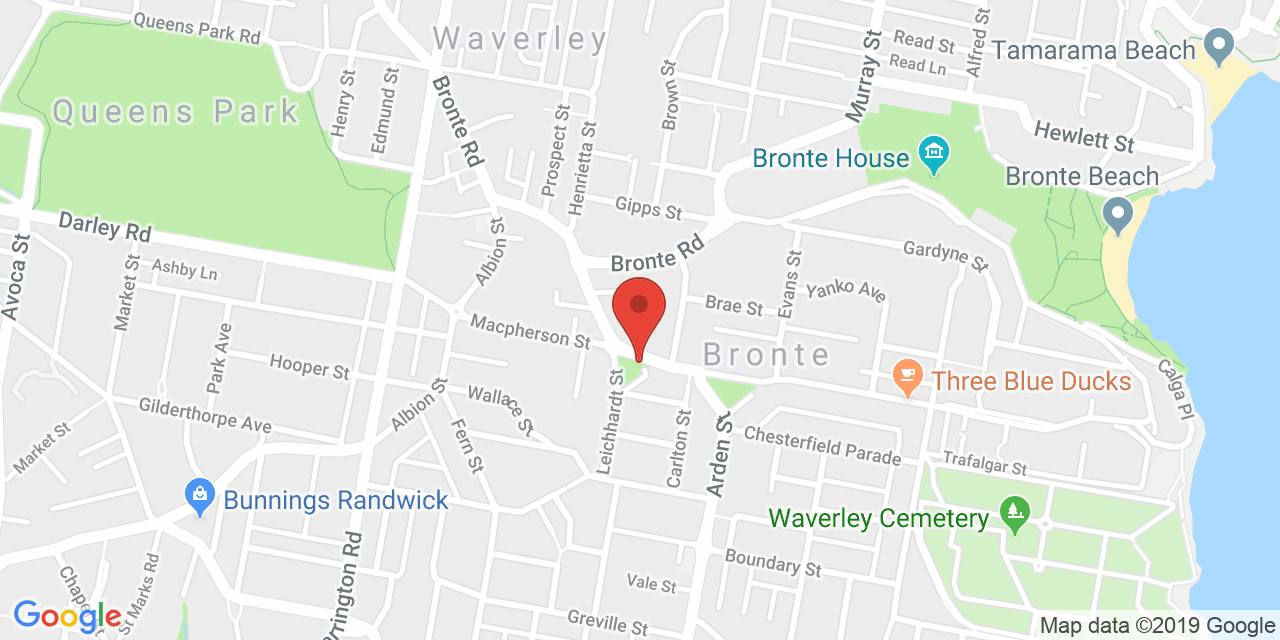 Queens Park Rd
Waverley
Read St
Alfred St
Tamarama Beach
Read Ln
Murray St
Henry St
Edmund St
Brown St
Queens Park
Bronte Rd
Prospect St
Henrietta St
Hewlett St
Bronte House
Bronte Beach
Gipps St
Darley Rd
Albion St
Bronte Rd
Gardyne St
Avoca St
Market St
Ashby Ln
Evans St
Yanko Ave
Brae St
Macpherson St
Park Ave
Bronte
Hooper St
Three Blue Ducks
Calga Pl
Wallace St
Gilderthorpe Ave
Albion St
Leichhardt St
Market St
Fern St
Carlton St
Arden St
Chesterfield Parade
Trafalgar St
Bunnings Randwick
Waverley Cemetery
Boundary St
Chape
St Marks Rd
rrington Rd
Vale St
Greville St
Google
Map data ©2019 Google